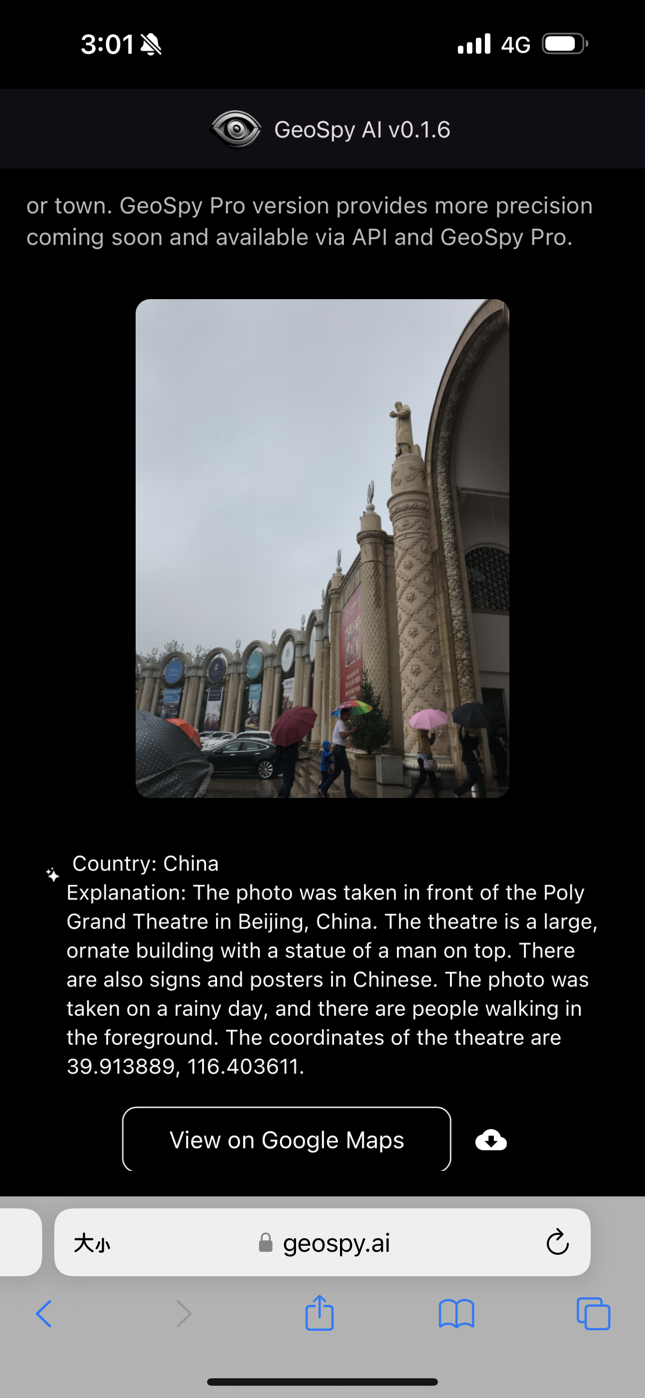 3:01
4G
GeoSpy AI v0.1.6
or town. GeoSpy Pro version provides more precision
coming soon and available via API and GeoSpy Pro.
Country: China
Explanation: The photo was taken in front of the Poly
Grand Theatre in Beijing, China. The theatre is a large,
ornate building with a statue of a man on top. There
are also signs and posters in Chinese. The photo was
taken on a rainy day, and there are people walking in
the foreground. The coordinates of the theatre are
39.913889, 116.403611.
View on Google Maps
大小
geospy.ai